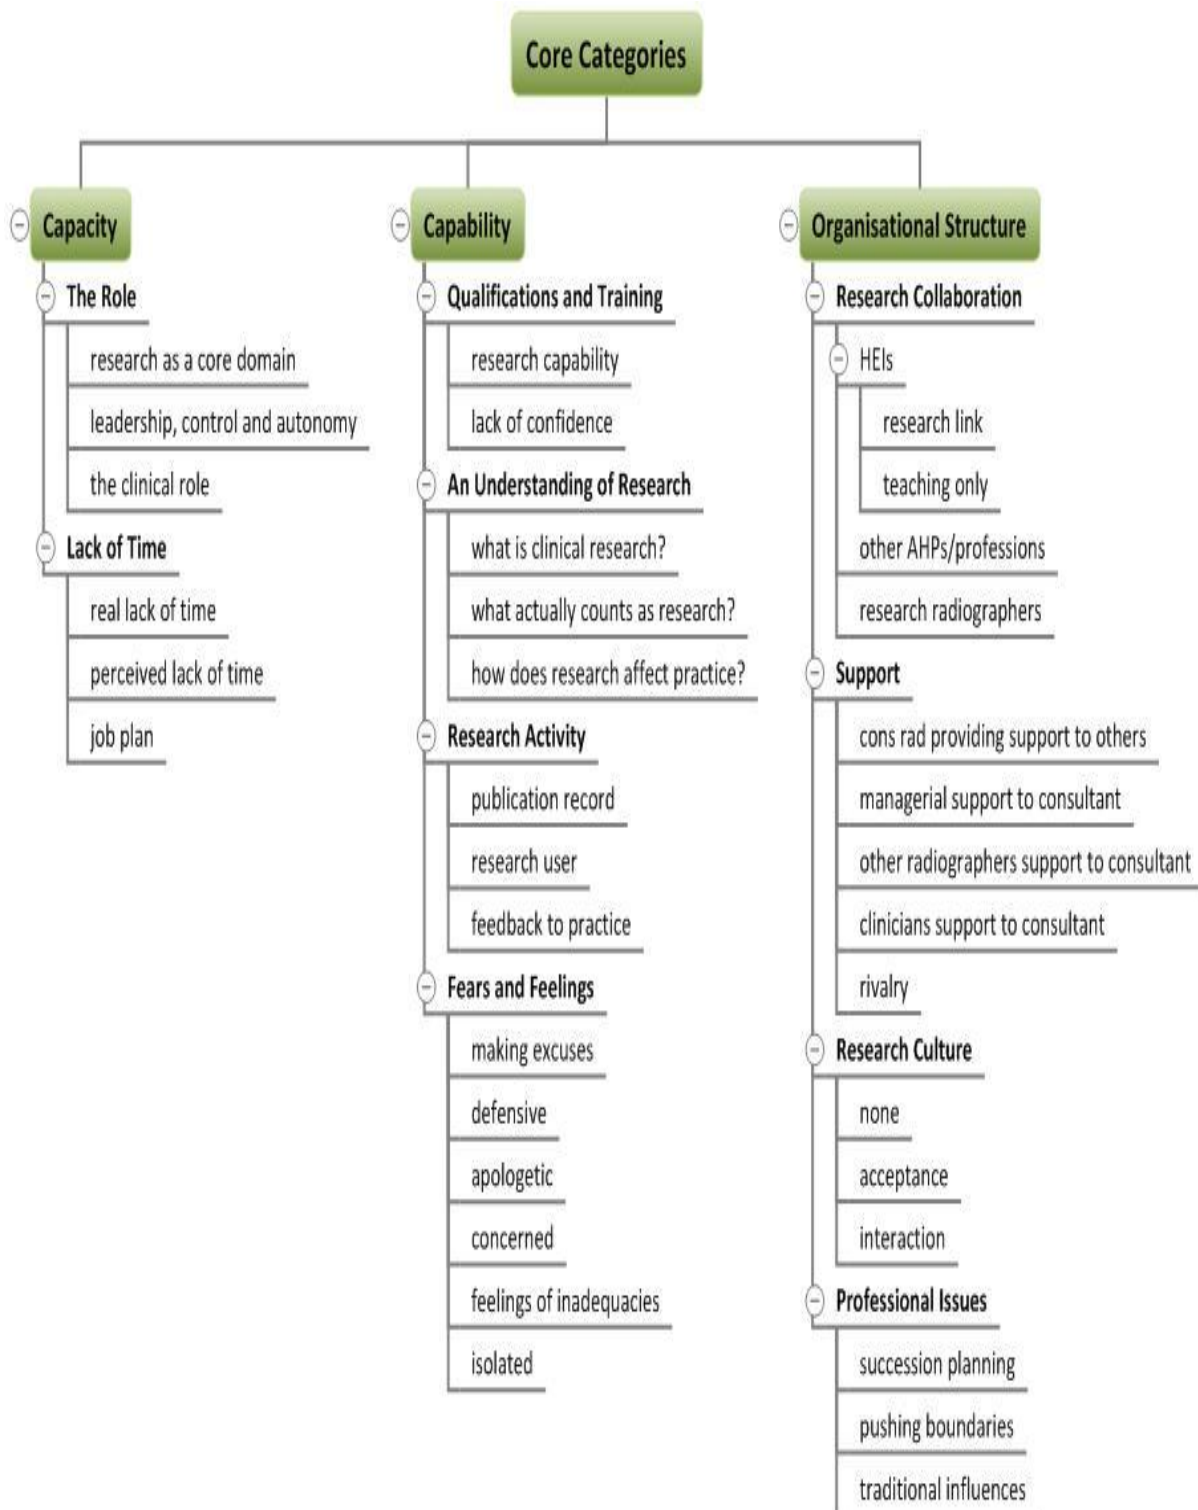 Core Categories
Capacity
The Role
research as a core domain
leadership, control and autonomy
the clinical role
Lack of Time
real lack of time
perceived lack of time
job plan
Capability
Qualifications and Training
research capability
lack of confidence
An Understanding of Research
what is clinical research?
what actually counts as research?
how does research affect practice?
Research Activity
publication record
research user
feedback to practice
Fears and Feelings
making excuses
defensive
apologetic
concerned
feelings of inadequacies
isolated
Organisational Structure
Research Collaboration
HEIs
research link
teaching only
other AHPs/professions
research radiographers
Support
cons rad providing support to others
managerial support to consultant
other radiographers support to consultant
clinicians support to consultant
rivalry
Research Culture
none
acceptance
interaction
Professional Issues
succession planning
pushing boundaries
traditional influences